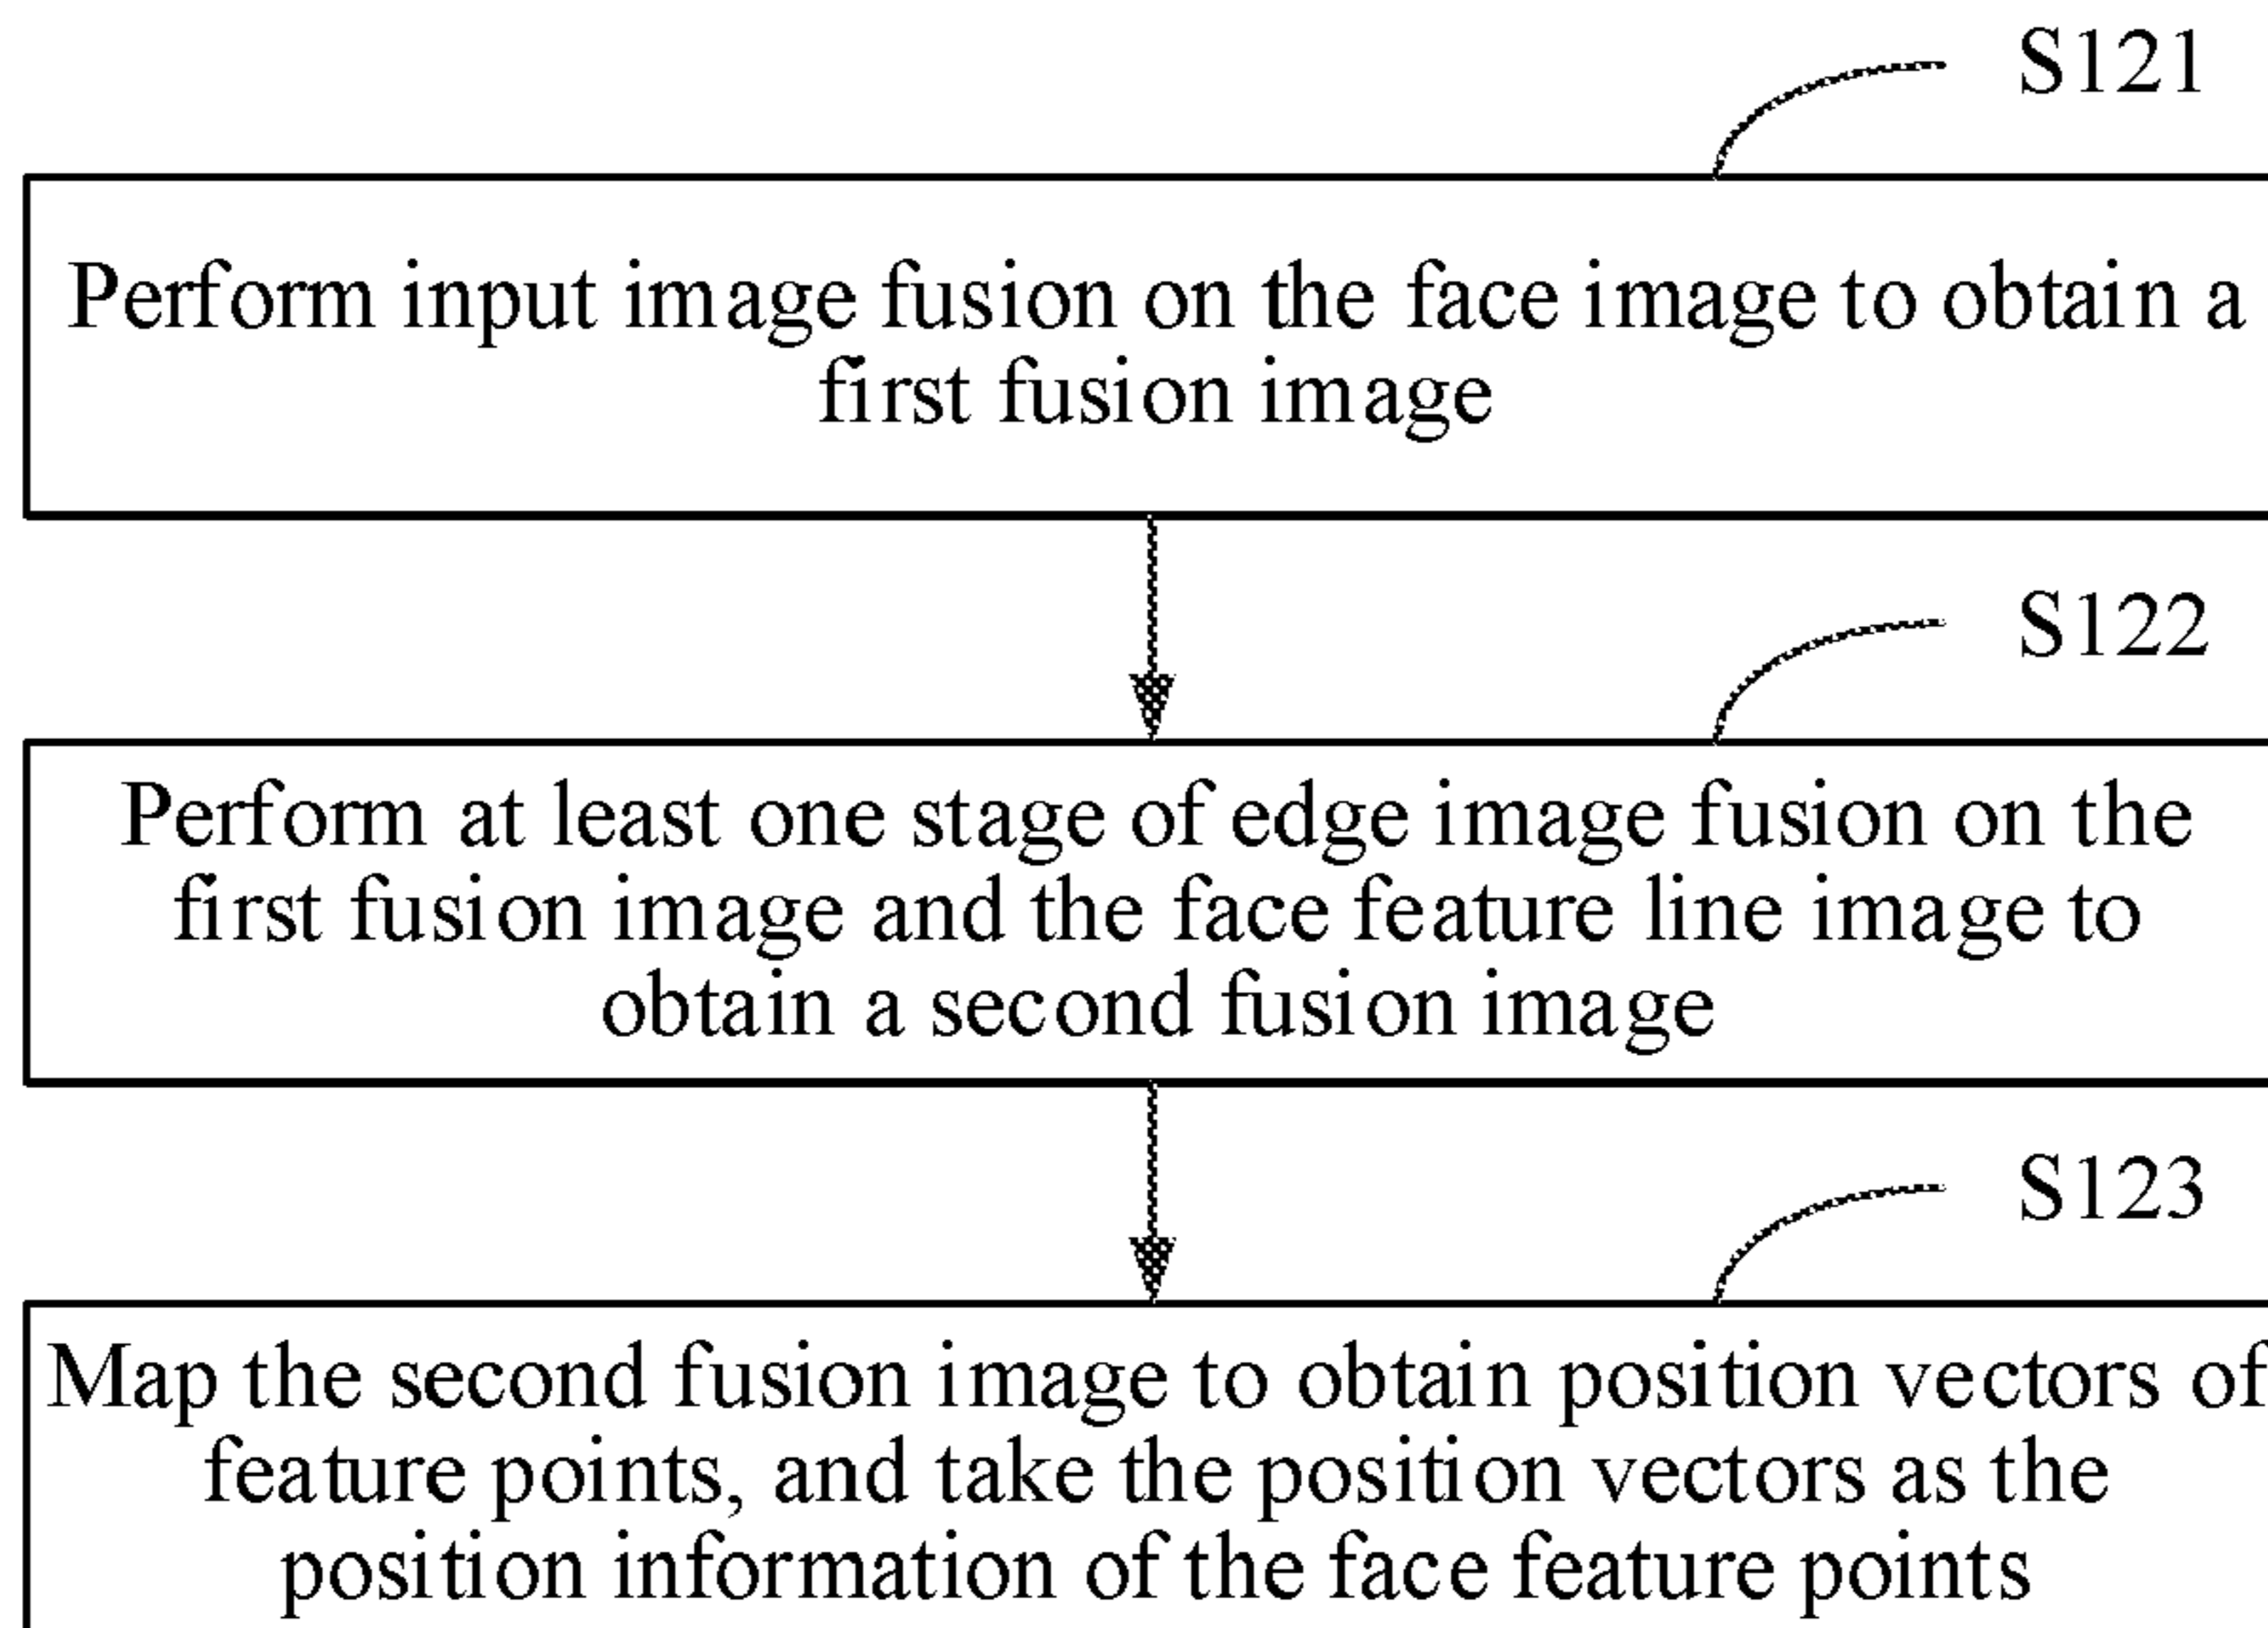 S121
Perform input image fusion on the face image to obtain a
first fusion image
S122
Perform at least one stage of edge image fusion on the
first fusion image and the face feature line image to
obtain a second fusion image
S123
Map the second fusion image to obtain position vectors of
feature points, and take the position vectors as the
position information of the face feature points